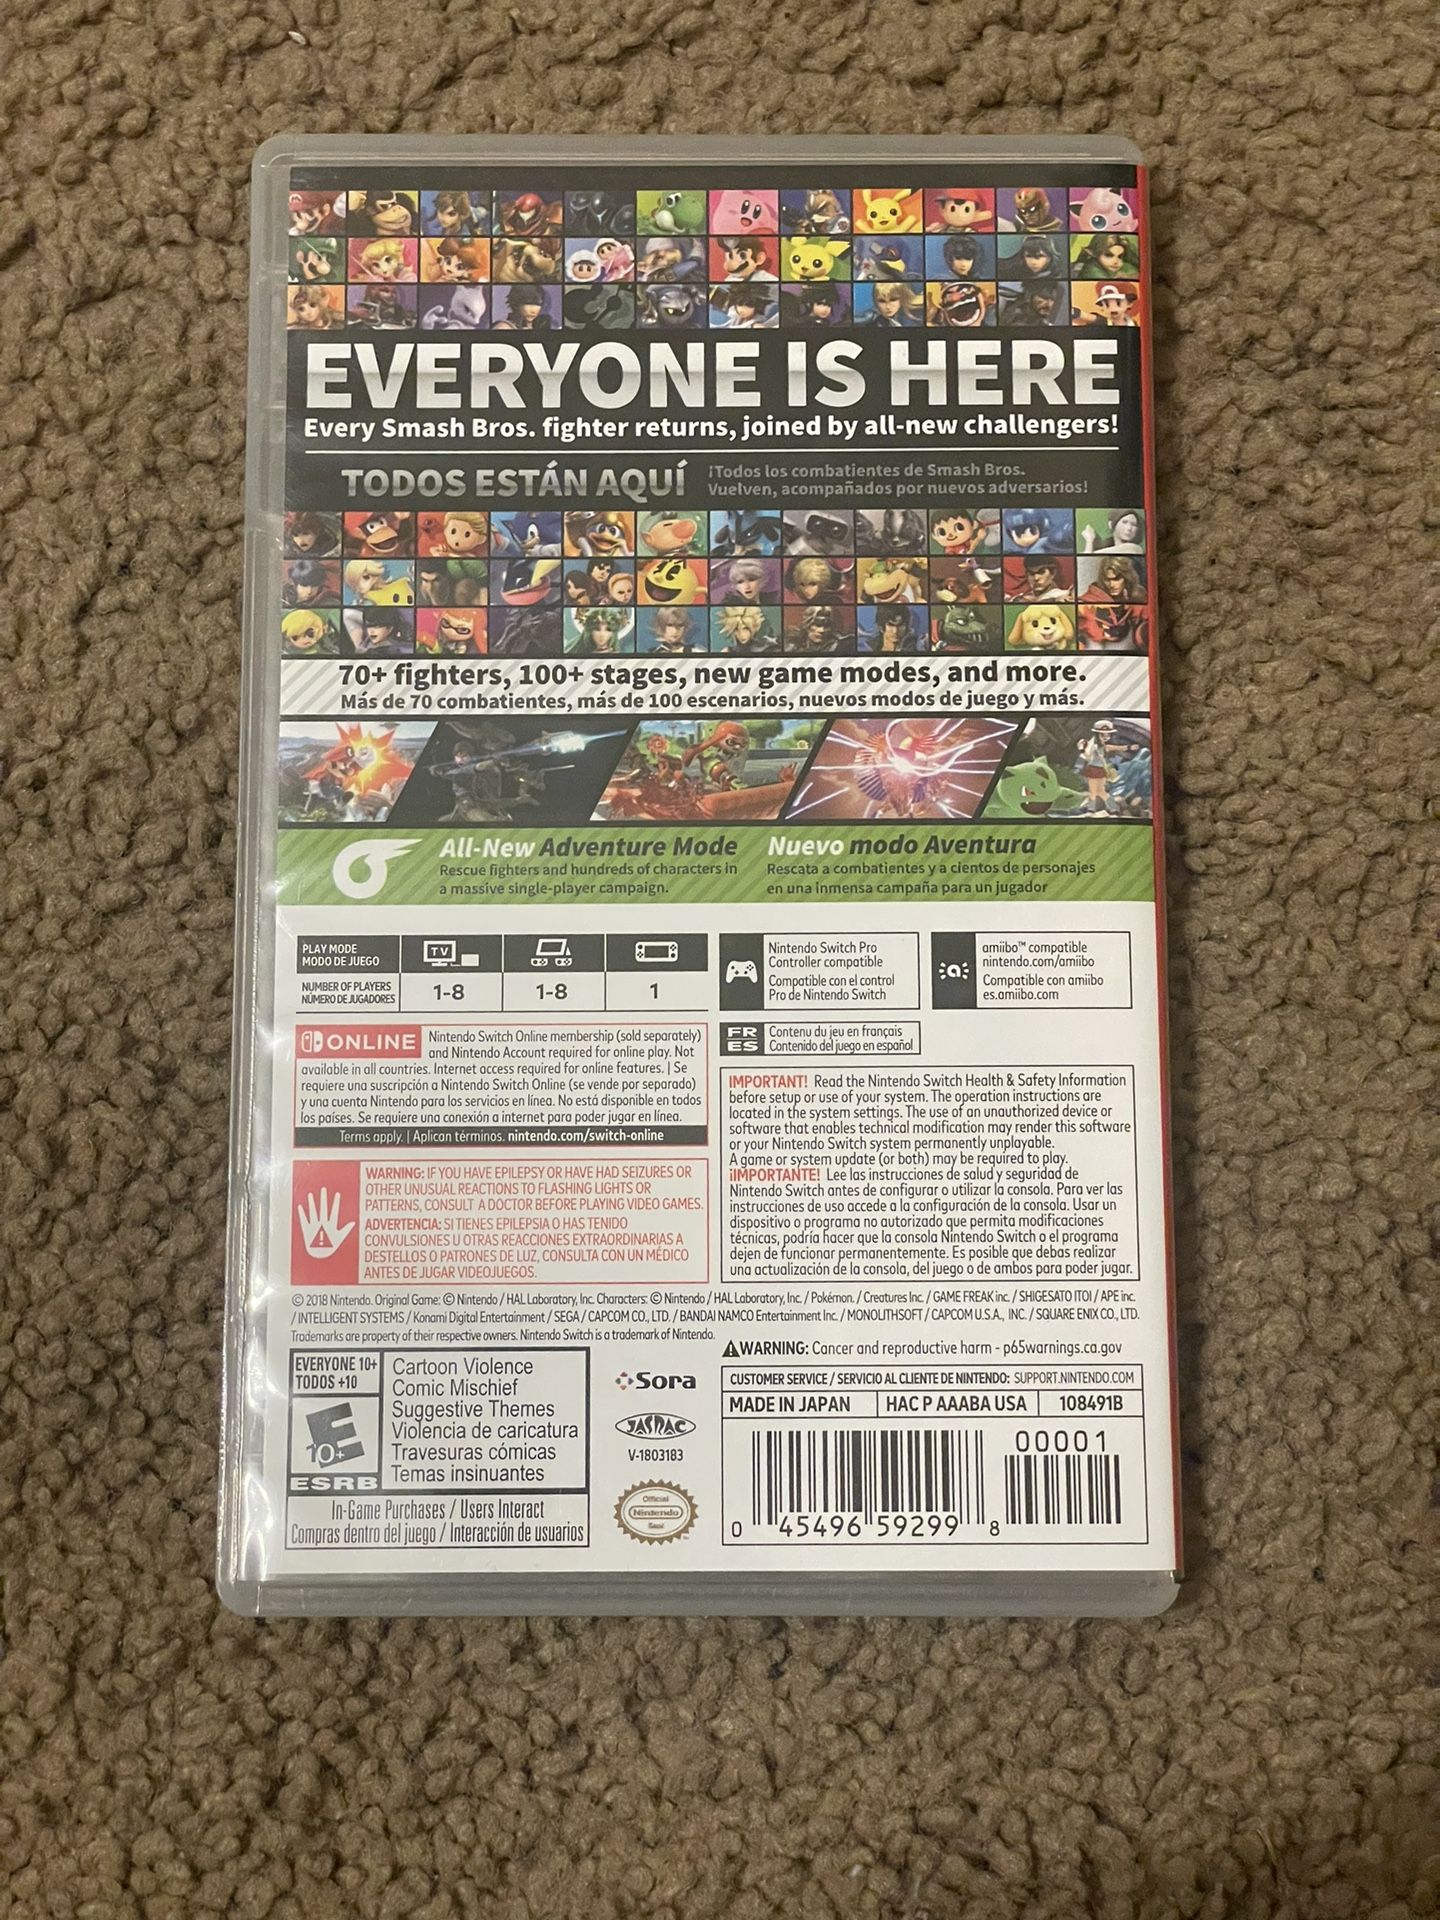 EVERYONE IS HERE
Every Smash Bros. fighter returns, joined by all-new challengers!
TODOS ESTÁN AQUÍ
¡Todos los combatientes de Smash Bros.
Vuelven, acompañados por nuevos adversarios!
70+ fighters, 100+ stages, new game modes, and more.
Más de 70 combatientes, más de 100 escenarios, nuevos modos de juego y más.
All-New Adventure Mode
Rescue fighters and hundreds of characters in
a massive single-player campaign.
Nuevo modo Aventura
Rescata a combatientes y a cientos de personajes
en una inmensa campaña para un jugador
PLAY MODE
MODO DE JUEGO
TV
NUMBER OF PLAYERS
NÚMERO DE JUGADORES
1-8
1-8
1
Nintendo Switch Pro
Controller compatible
Compatible con el control
Pro de Nintendo Switch
amiibo™ compatible
nintendo.com/amiibo
Compatible con amiibo
es.amiibo.com
FR Contenu du jeu en français
ES Contenido del juego en español
ONLINE Nintendo Switch Online membership (sold separately)
and Nintendo Account required for online play. Not
available in all countries. Internet access required for online features. | Se
requiere una suscripción a Nintendo Switch Online (se vende por separado)
y una cuenta Nintendo para los servicios en línea. No está disponible en todos
los países. Se requiere una conexión a internet para poder jugar en línea.
Terms apply. | Aplican términos. nintendo.com/switch-online
WARNING: IF YOU HAVE EPILEPSY OR HAVE HAD SEIZURES OR
OTHER UNUSUAL REACTIONS TO FLASHING LIGHTS OR
PATTERNS, CONSULT A DOCTOR BEFORE PLAYING VIDEO GAMES.
ADVERTENCIA: SI TIENES EPILEPSIA O HAS TENIDO
CONVULSIONES U OTRAS REACCIONES EXTRAORDINARIAS A
DESTELLOS O PATRONES DE LUZ, CONSULTA CON UN MÉDICO
ANTES DE JUGAR VIDEOJUEGOS.
IMPORTANT! Read the Nintendo Switch Health & Safety Information
before setup or use of your system. The operation instructions are
located in the system settings. The use of an unauthorized device or
software that enables technical modification may render this software
or your Nintendo Switch system permanently unplayable.
A game or system update (or both) may be required to play.
¡IMPORTANTE! Lee las instrucciones de salud y seguridad de
Nintendo Switch antes de configurar o utilizar la consola. Para ver las
instrucciones de uso accede a la configuración de la consola. Usar un
dispositivo o programa no autorizado que permita modificaciones
técnicas, podría hacer que la consola Nintendo Switch o el programa
dejen de funcionar permanentemente. Es posible que debas realizar
una actualización de la consola, del juego o de ambos para poder jugar.
© 2018 Nintendo. Original Game: © Nintendo / HAL Laboratory, Inc. Characters: © Nintendo / HAL Laboratory, Inc. / Pokémon. / Creatures Inc. / GAME FREAK inc. / SHIGESATO ITOI / APE inc.
/ INTELLIGENT SYSTEMS / Konami Digital Entertainment / SEGA / CAPCOM CO., LTD. / BANDAI NAMCO Entertainment Inc. / MONOLITHSOFT / CAPCOM U.S.A., INC. / SQUARE ENIX CO., LTD.
Trademarks are property of their respective owners. Nintendo Switch is a trademark of Nintendo.
WARNING: Cancer and reproductive harm - p65warnings.ca.gov
EVERYONE 10+
TODOS +10
E
10+
ESRB
Cartoon Violence
Comic Mischief
Suggestive Themes
Violencia de caricatura
Travesuras cómicas
Temas insinuantes
In-Game Purchases / Users Interact
Compras dentro del juego / Interacción de usuarios
Sora
JASRAC
V-1803183
Official
Nintendo
Seal
CUSTOMER SERVICE / SERVICIO AL CLIENTE DE NINTENDO: SUPPORT.NINTENDO.COM
MADE IN JAPAN HAC P AAABA USA 108491B
00001
0 45496 59299 8